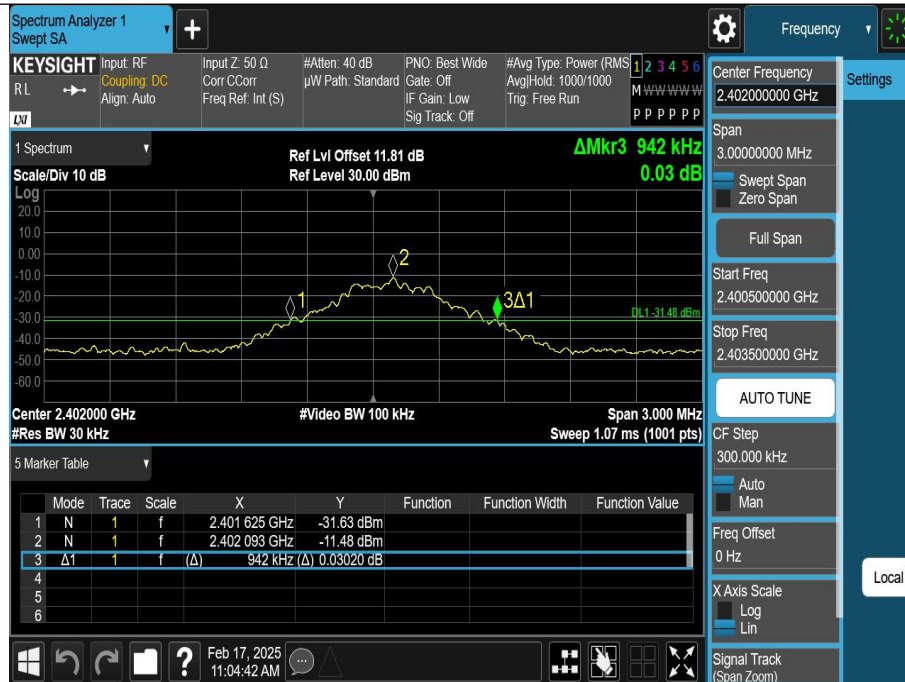 Spectrum Analyzer 1
Swept SA
+
Frequency
KEYSIGHT
RL
LXI
Input: RF
Coupling: DC
Align: Auto
Input Z: 50 Ω
Corr CCorr
Freq Ref: Int (S)
#Atten: 40 dB
µW Path: Standard
PNO: Best Wide
Gate: Off
IF Gain: Low
Sig Track: Off
#Avg Type: Power (RMS
Avg|Hold: 1000/1000
Trig: Free Run
1 2 3 4 5 6
M W W W W W
P P P P P P
1 Spectrum
Scale/Div 10 dB
Ref Lvl Offset 11.81 dB
Ref Level 30.00 dBm
ΔMkr3 942 kHz
0.03 dB
Log
20.0
10.0
0.00
-10.0
-20.0
-30.0
-40.0
-50.0
-60.0
1
2
3Δ1
DL1 -31.48 dBm
Center 2.402000 GHz
#Video BW 100 kHz
Span 3.000 MHz
#Res BW 30 kHz
Sweep 1.07 ms (1001 pts)
5 Marker Table
Mode Trace Scale X Y Function Function Width Function Value
1 N 1 f 2.401 625 GHz -31.63 dBm
2 N 1 f 2.402 093 GHz -11.48 dBm
3 Δ1 1 f (Δ) 942 kHz (Δ) 0.03020 dB
4
5
6
Feb 17, 2025
11:04:42 AM
?
Center Frequency
2.402000000 GHz
Settings
Span
3.00000000 MHz
Swept Span
Zero Span
Full Span
Start Freq
2.400500000 GHz
Stop Freq
2.403500000 GHz
AUTO TUNE
CF Step
300.000 kHz
Auto
Man
Freq Offset
0 Hz
Local
X Axis Scale
Log
Lin
Signal Track
(Span Zoom)